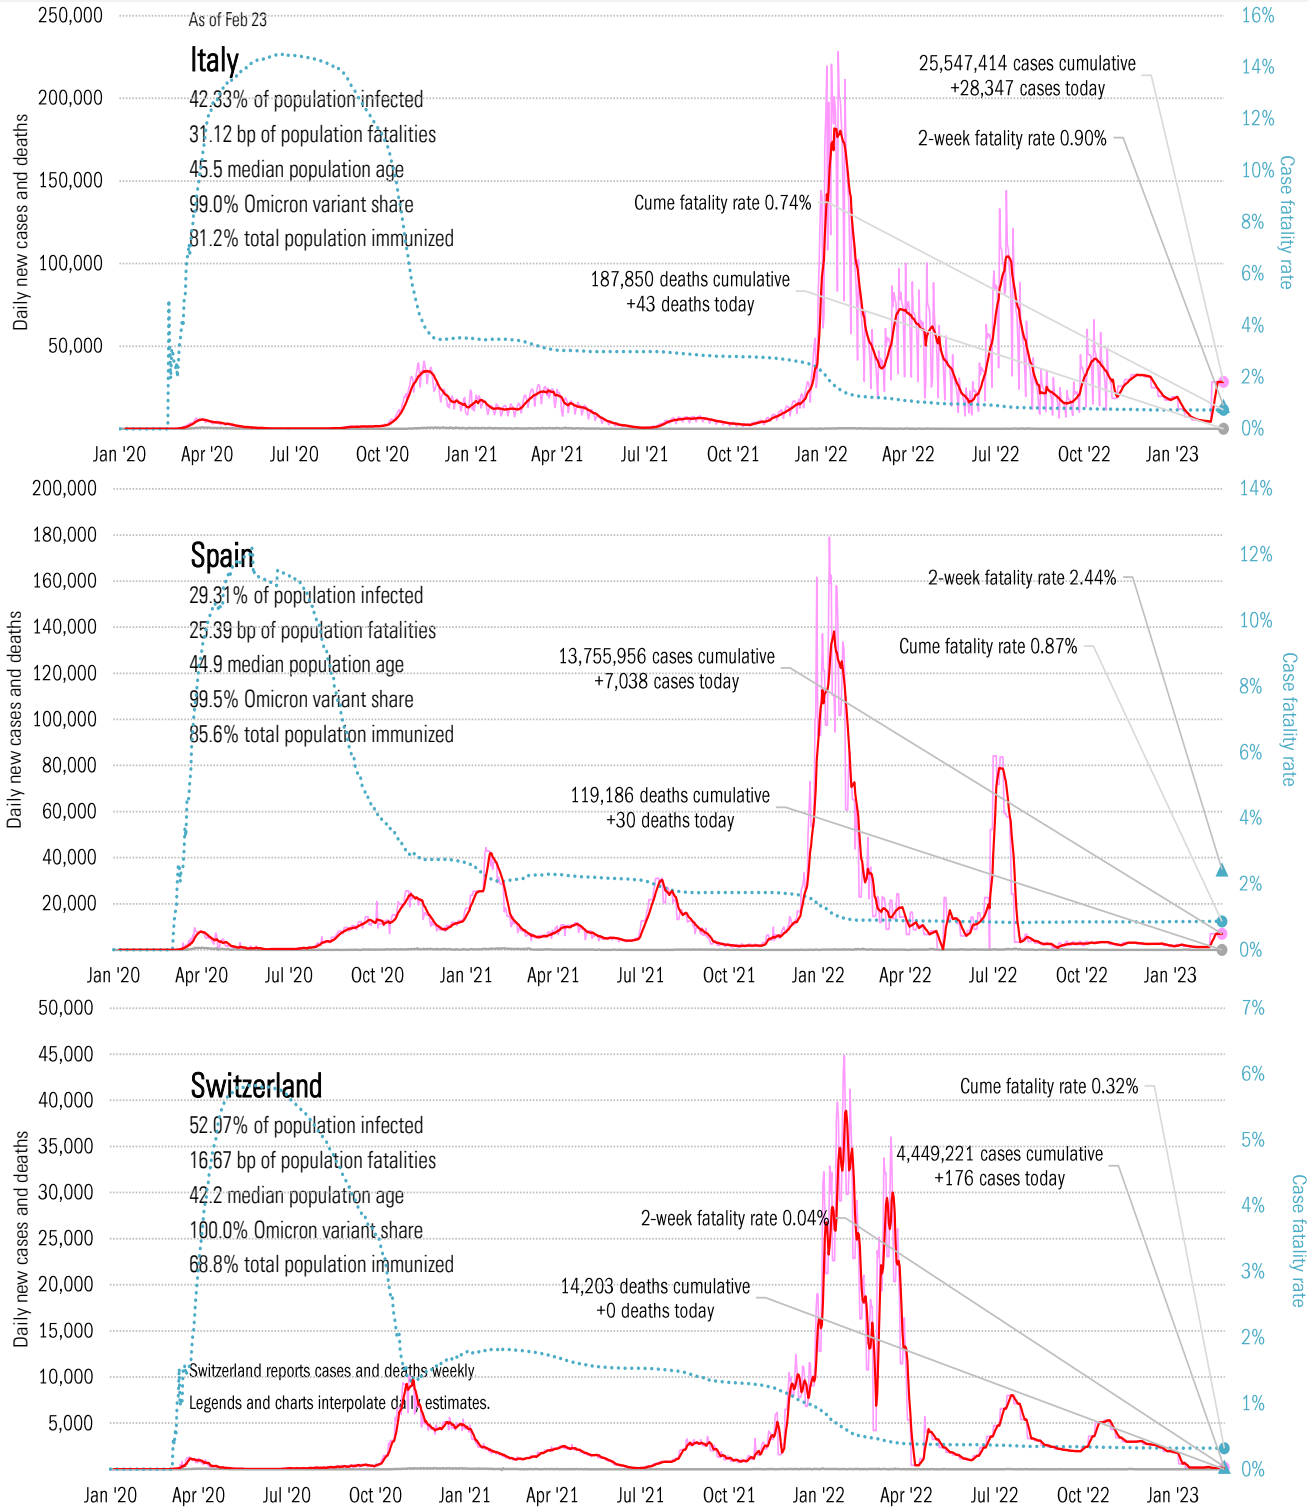 As of Feb 23
Italy
42.33% of population infected
31.12 bp of population fatalities
45.5 median population age
99.0% Omicron variant share
81.2% total population immunized
25,547,414 cases cumulative
+28,347 cases today
2-week fatality rate 0.90%
Cume fatality rate 0.74%
187,850 deaths cumulative
+43 deaths today
Daily new cases and deaths
250,000
200,000
150,000
100,000
50,000
Case fatality rate
16%
14%
12%
10%
8%
6%
4%
2%
0%
Jan '20 Apr '20 Jul '20 Oct '20 Jan '21 Apr '21 Jul '21 Oct '21 Jan '22 Apr '22 Jul '22 Oct '22 Jan '23
Spain
29.31% of population infected
25.39 bp of population fatalities
44.9 median population age
99.5% Omicron variant share
85.6% total population immunized
2-week fatality rate 2.44%
Cume fatality rate 0.87%
13,755,956 cases cumulative
+7,038 cases today
119,186 deaths cumulative
+30 deaths today
Daily new cases and deaths
200,000
180,000
160,000
140,000
120,000
100,000
80,000
60,000
40,000
20,000
Case fatality rate
14%
12%
10%
8%
6%
4%
2%
0%
Jan '20 Apr '20 Jul '20 Oct '20 Jan '21 Apr '21 Jul '21 Oct '21 Jan '22 Apr '22 Jul '22 Oct '22 Jan '23
Switzerland
52.07% of population infected
16.67 bp of population fatalities
42.2 median population age
100.0% Omicron variant share
68.8% total population immunized
Switzerland reports cases and deaths weekly
Legends and charts interpolate daily estimates.
Cume fatality rate 0.32%
4,449,221 cases cumulative
+176 cases today
2-week fatality rate 0.04%
14,203 deaths cumulative
+0 deaths today
Daily new cases and deaths
50,000
45,000
40,000
35,000
30,000
25,000
20,000
15,000
10,000
5,000
Case fatality rate
7%
6%
5%
4%
3%
2%
1%
0%
Jan '20 Apr '20 Jul '20 Oct '20 Jan '21 Apr '21 Jul '21 Oct '21 Jan '22 Apr '22 Jul '22 Oct '22 Jan '23